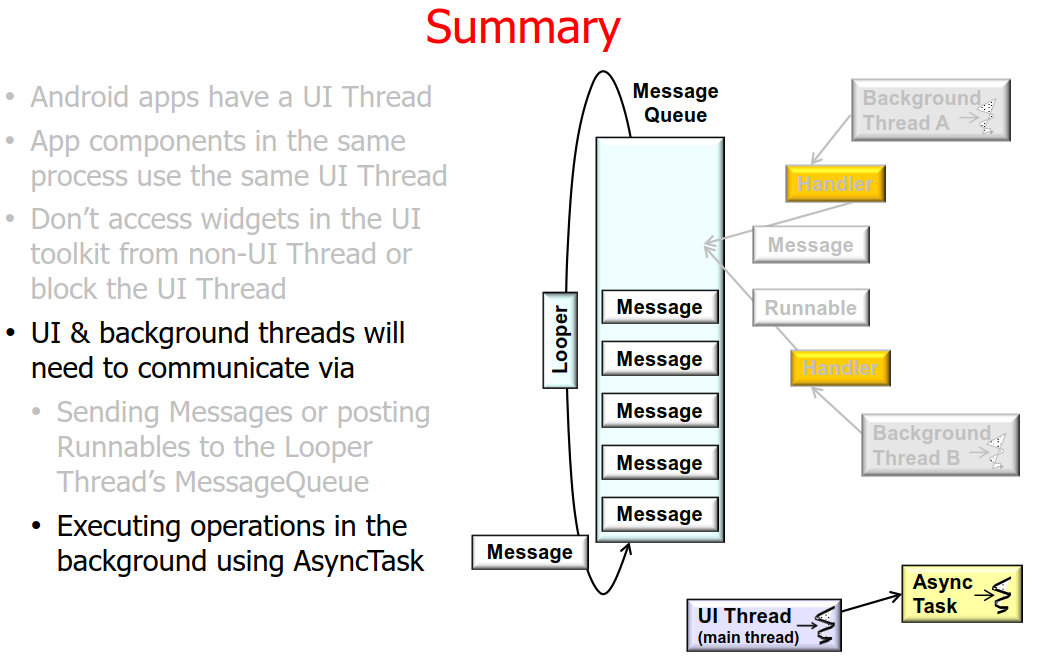 Summary
• Android apps have a UI Thread
• App components in the same
process use the same UI Thread
• Don’t access widgets in the UI
toolkit from non-UI Thread or
block the UI Thread
• UI & background threads will
need to communicate via
• Sending Messages or posting
Runnables to the Looper
Thread’s MessageQueue
• Executing operations in the
background using AsyncTask
Message
Queue
Looper
Message
Message
Message
Message
Message
Message
Background
Thread A
Handler
Message
Runnable
Handler
Background
Thread B
UI Thread
(main thread)
Async
Task